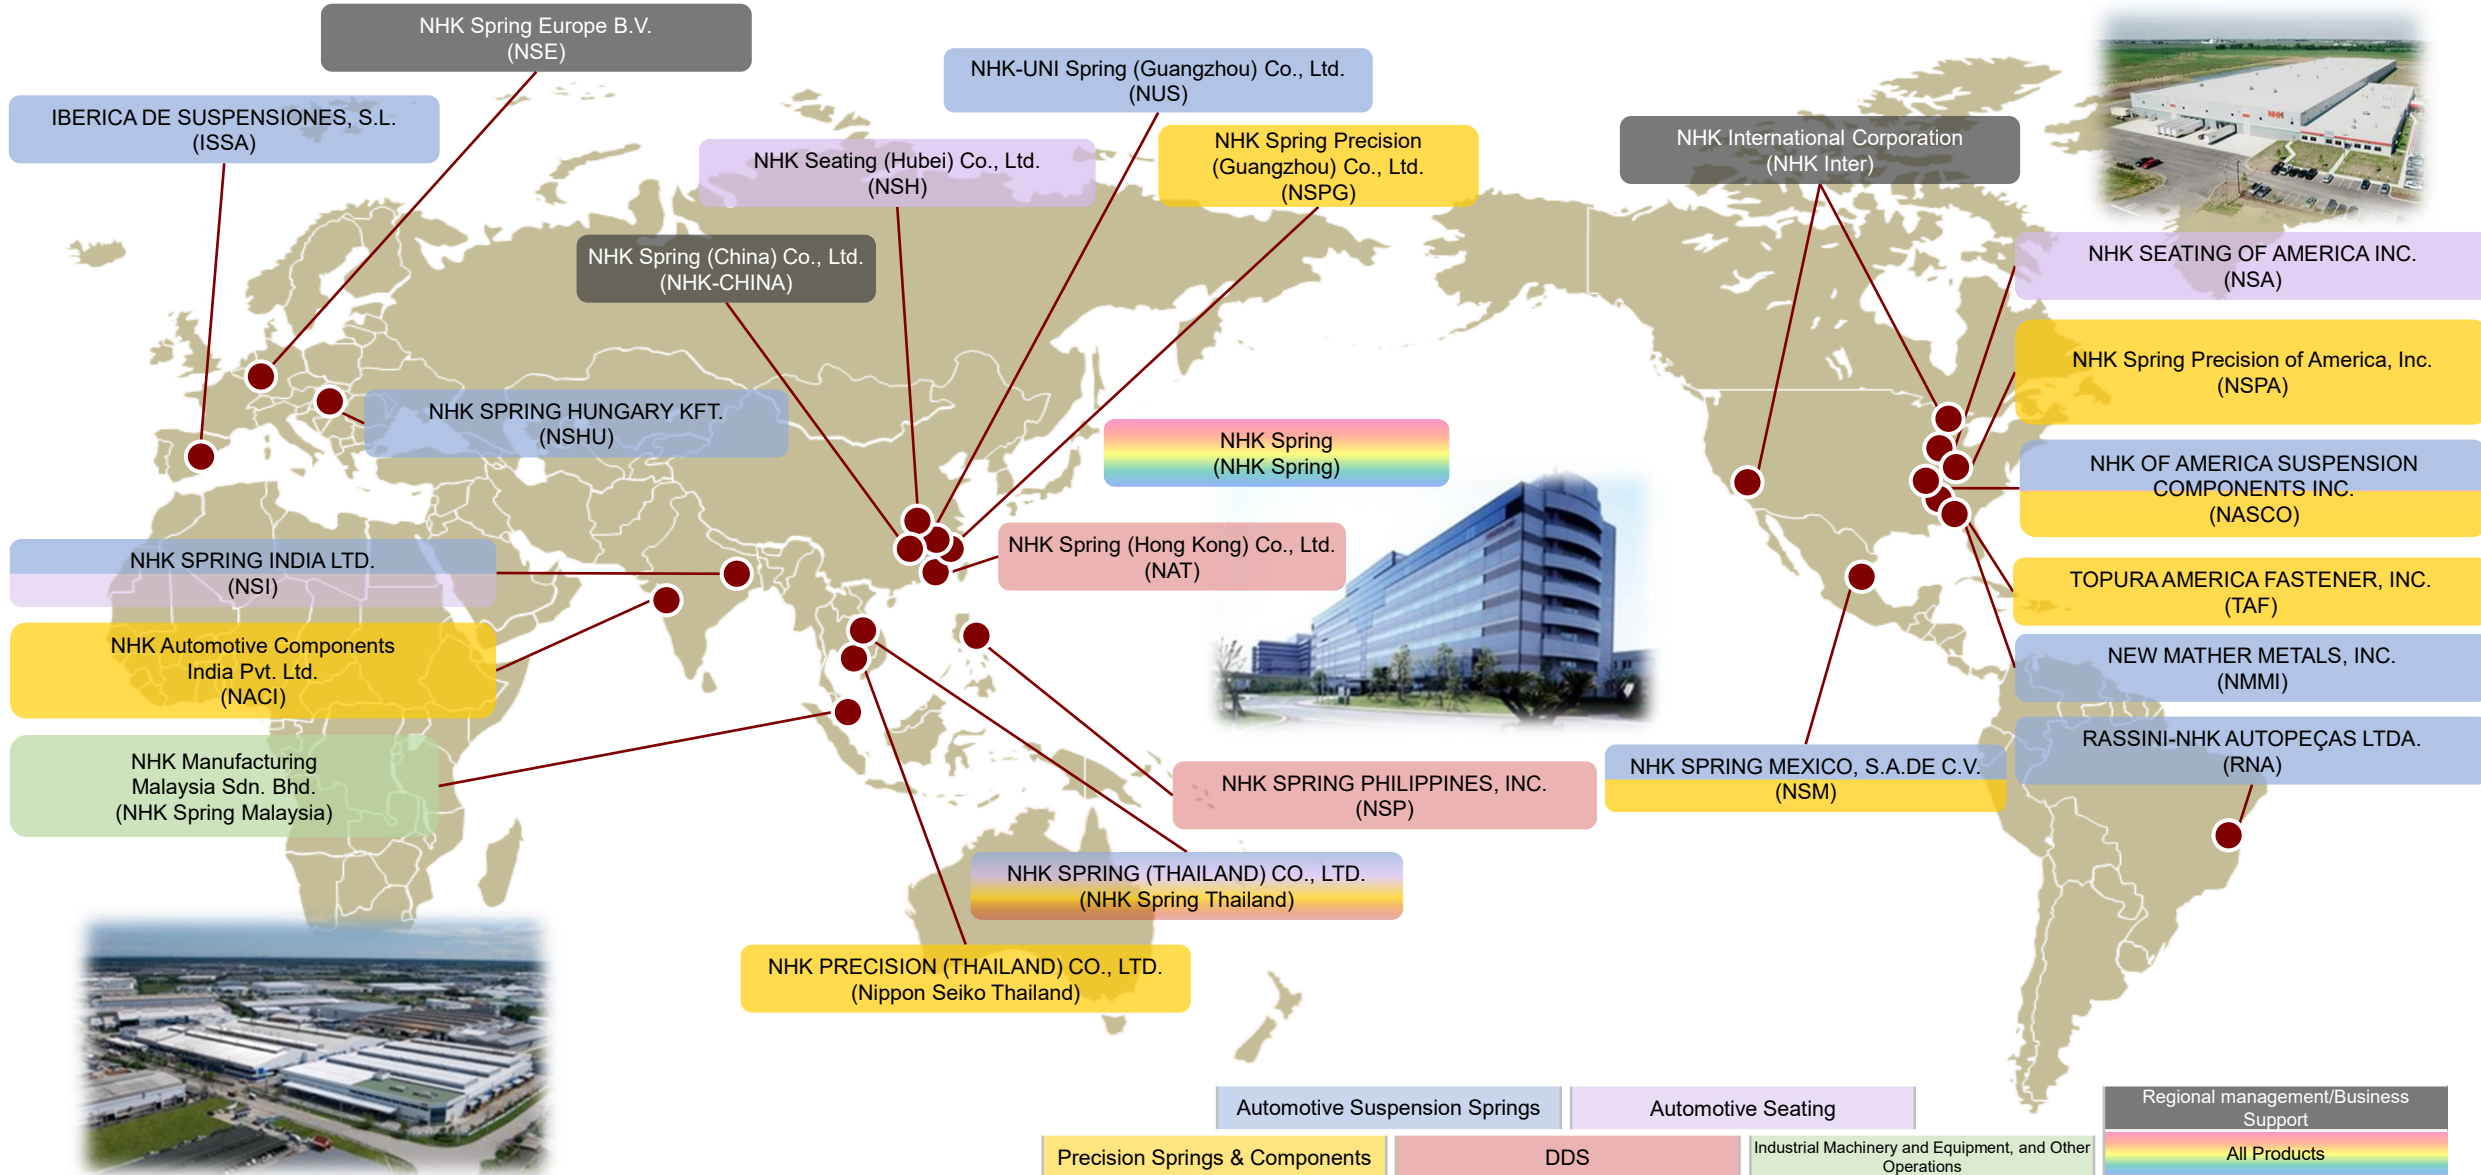 NHK Spring Europe B.V.
(NSE)
IBERICA DE SUSPENSIONES, S.L.
(ISSA)
NHK-UNI Spring (Guangzhou) Co., Ltd.
(NUS)
NHK Seating (Hubei) Co., Ltd.
(NSH)
NHK Spring Precision
(Guangzhou) Co., Ltd.
(NSPG)
NHK International Corporation
(NHK Inter)
NHK Spring (China) Co., Ltd.
(NHK-CHINA)
NHK SEATING OF AMERICA INC.
(NSA)
NHK Spring Precision of America, Inc.
(NSPA)
NHK SPRING HUNGARY KFT.
(NSHU)
NHK Spring
(NHK Spring)
NHK OF AMERICA SUSPENSION
COMPONENTS INC.
(NASCO)
NHK SPRING INDIA LTD.
(NSI)
NHK Spring (Hong Kong) Co., Ltd.
(NAT)
TOPURA AMERICA FASTENER, INC.
(TAF)
NHK Automotive Components
India Pvt. Ltd.
(NACI)
NEW MATHER METALS, INC.
(NMMI)
NHK Manufacturing
Malaysia Sdn. Bhd.
(NHK Spring Malaysia)
NHK SPRING PHILIPPINES, INC.
(NSP)
NHK SPRING MEXICO, S.A.DE C.V.
(NSM)
RASSINI-NHK AUTOPEÇAS LTDA.
(RNA)
NHK SPRING (THAILAND) CO., LTD.
(NHK Spring Thailand)
NHK PRECISION (THAILAND) CO., LTD.
(Nippon Seiko Thailand)
Automotive Suspension Springs
Automotive Seating
Regional management/Business
Support
Precision Springs & Components
DDS
Industrial Machinery and Equipment, and Other
Operations
All Products
NHK